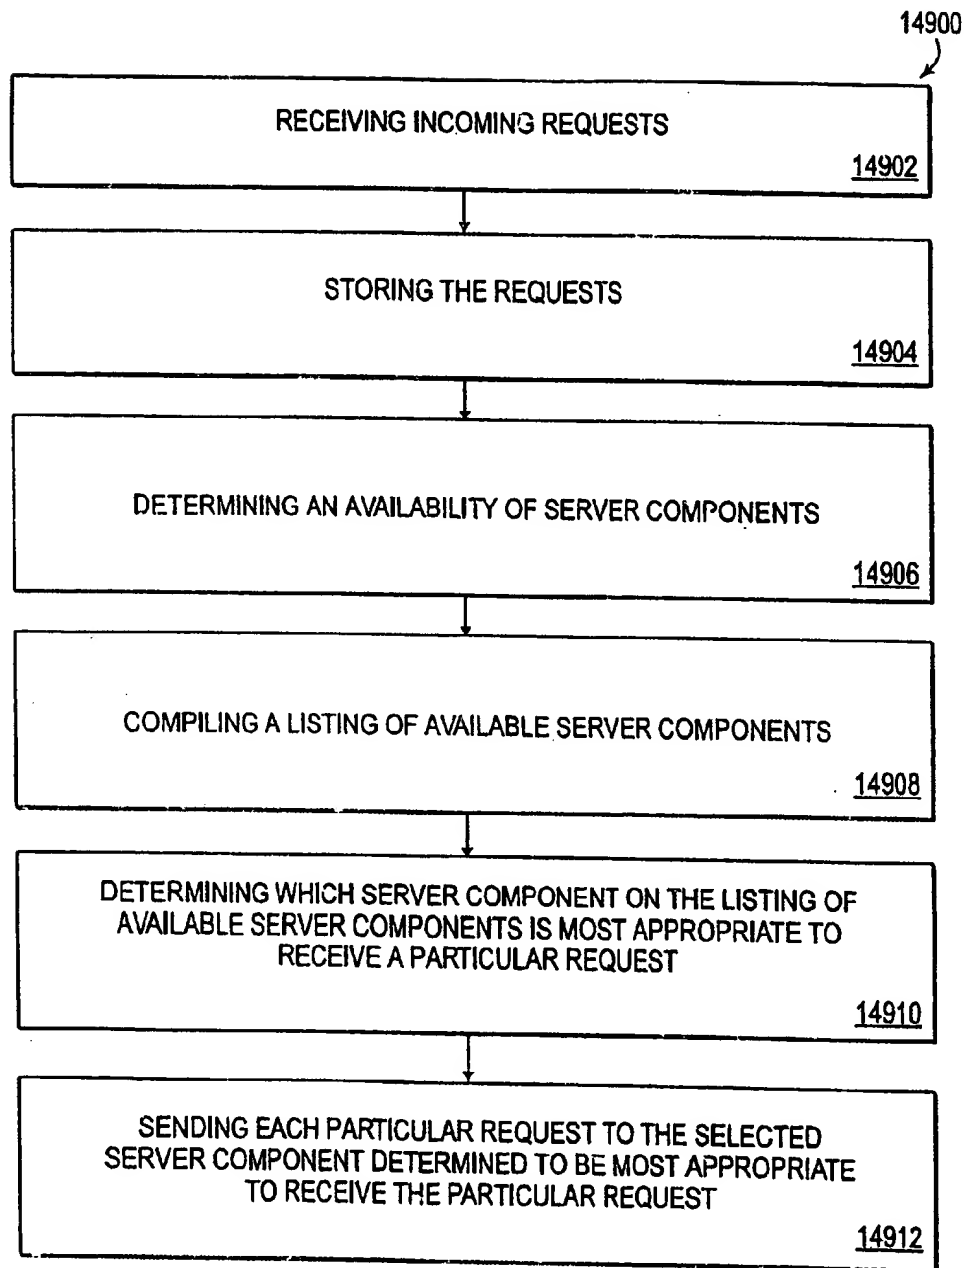 14900
RECEIVING INCOMING REQUESTS
14902
STORING THE REQUESTS
14904
DETERMINING AN AVAILABILITY OF SERVER COMPONENTS
14906
COMPILING A LISTING OF AVAILABLE SERVER COMPONENTS
14908
DETERMINING WHICH SERVER COMPONENT ON THE LISTING OF
AVAILABLE SERVER COMPONENTS IS MOST APPROPRIATE TO
RECEIVE A PARTICULAR REQUEST
14910
SENDING EACH PARTICULAR REQUEST TO THE SELECTED
SERVER COMPONENT DETERMINED TO BE MOST APPROPRIATE
TO RECEIVE THE PARTICULAR REQUEST
14912